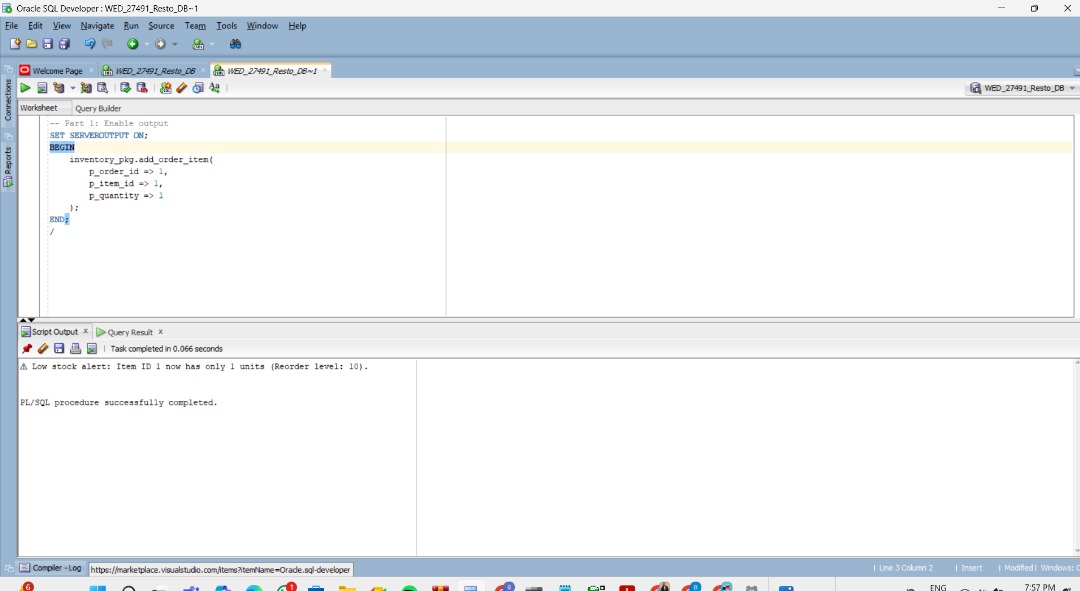 Oracle SQL Developer : WED_27491_Resto_DB~1
File Edit View Navigate Run Source Team Tools Window Help
Welcome Page WED_27491_Resto_DB WED_27491_Resto_DB~1
WED_27491_Resto_DB
Connections
Reports
Worksheet Query Builder
-- Part 1: Enable output
SET SERVEROUTPUT ON;
BEGIN
inventory_pkg.add_order_item(
p_order_id => 1,
p_item_id => 1,
p_quantity => 1
);
END;
/
Script Output x Query Result x
Task completed in 0.066 seconds
⚠ Low stock alert: Item ID 1 now has only 1 units (Reorder level: 10).
PL/SQL procedure successfully completed.
Compiler - Log https://marketplace.visualstudio.com/items?itemName=Oracle.sql-developer
Line 3 Column 2 Insert Modified Windows: C
ENG 7:57 PM